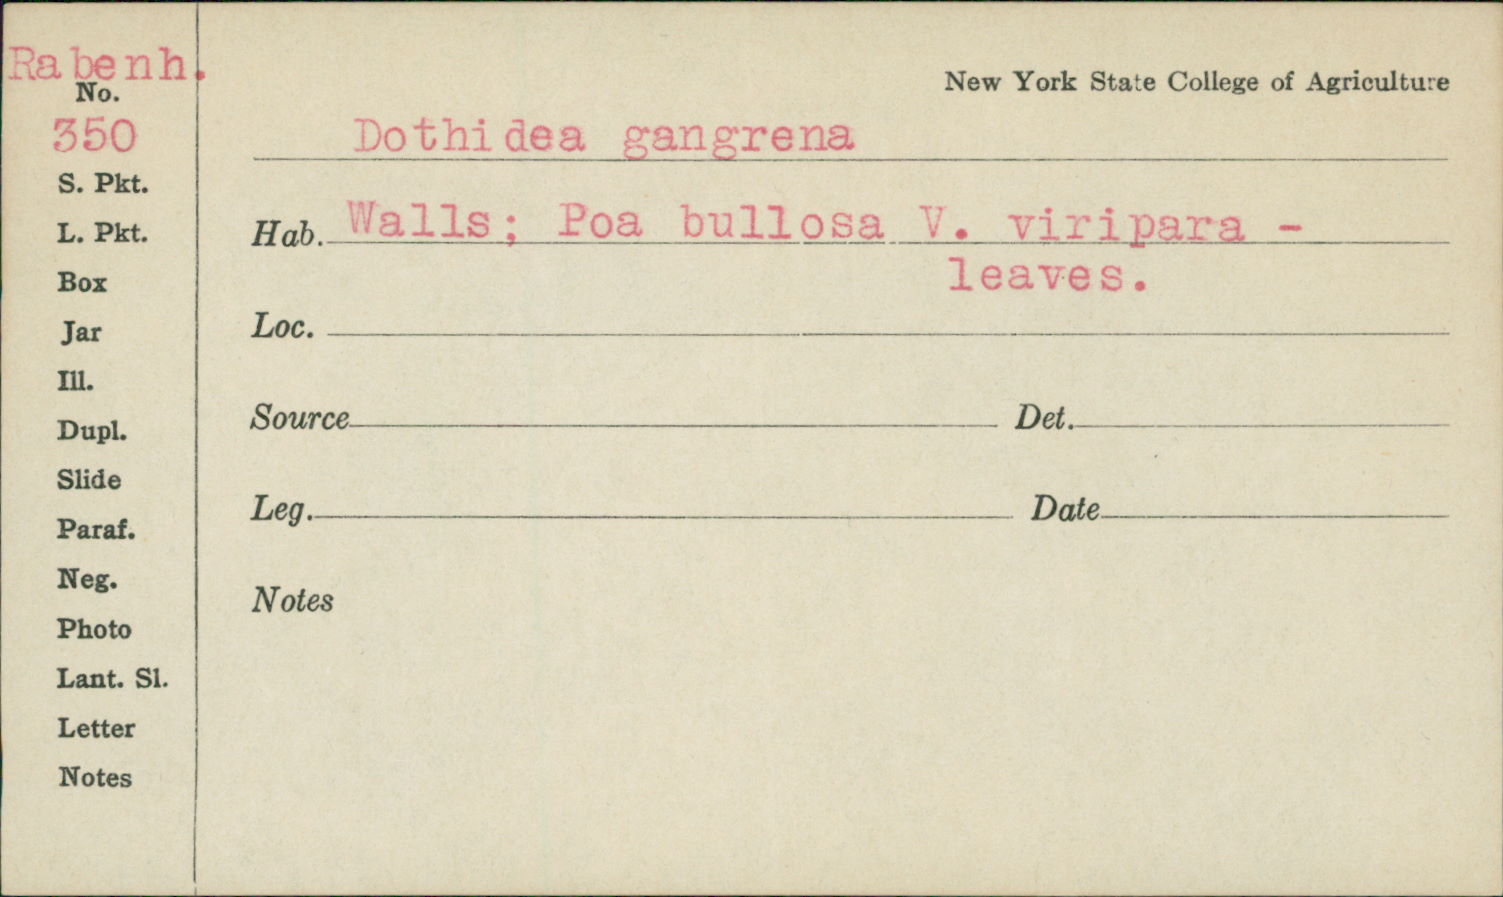 Rabenh.
No.
350
S. Pkt.
L. Pkt.
Box
Jar
Ill.
Dupl.
Slide
Paraf.
Neg.
Photo
Lant. Sl.
Letter
Notes
New York State College of Agriculture
Dothidea gangrena
Hab. Walls; Poa bullosa V. viripara -
leaves.
Loc.
Source Det.
Leg. Date
Notes